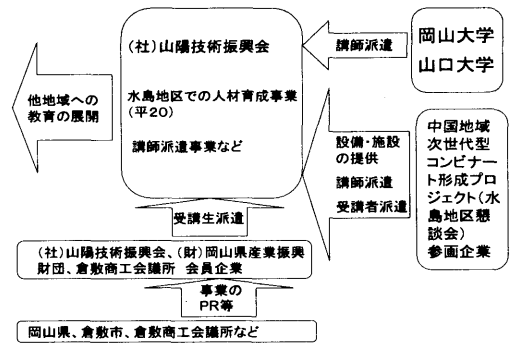 (社)山陽技術振興会
水島地区での人材育成事業
(平20)
講師派遣事業など
講師派遣
岡山大学
山口大学
他地域への
教育の展開
設備・施設
の提供
講師派遣
受講者派遣
中国地域
次世代型
コンビナー
ト形成プロ
ジェクト(水
島地区懇
談会)
参画企業
受講生派遣
(社)山陽技術振興会、(財)岡山県産業振興
財団、倉敷商工会議所 会員企業
事業の
PR等
岡山県、倉敷市、倉敷商工会議所など